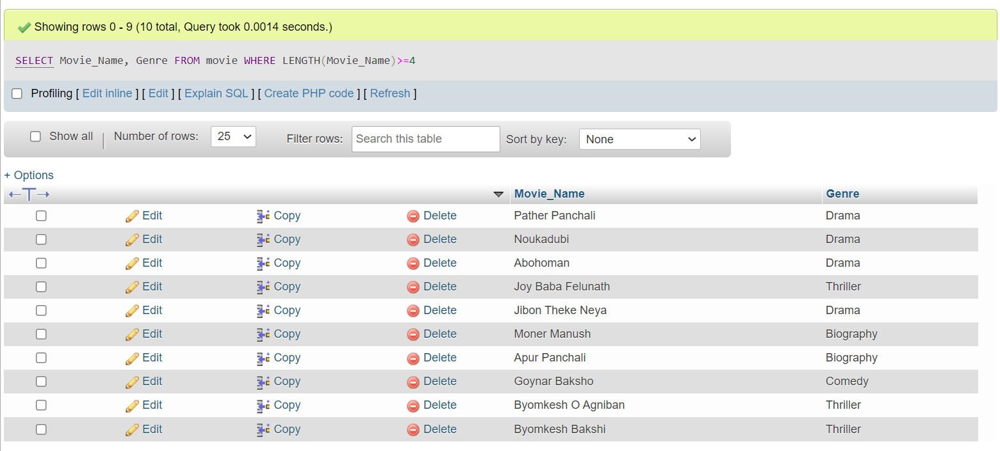 Showing rows 0 - 9 (10 total, Query took 0.0014 seconds.)
SELECT Movie_Name, Genre FROM movie WHERE LENGTH(Movie_Name)>=4
Profiling [ Edit inline ] [ Edit ] [ Explain SQL ] [ Create PHP code ] [ Refresh ]
Show all | Number of rows: 25 Filter rows: Search this table Sort by key: None
+ Options
←T→ Movie_Name Genre
Edit Copy Delete Pather Panchali Drama
Edit Copy Delete Noukadubi Drama
Edit Copy Delete Abohoman Drama
Edit Copy Delete Joy Baba Felunath Thriller
Edit Copy Delete Jibon Theke Neya Drama
Edit Copy Delete Moner Manush Biography
Edit Copy Delete Apur Panchali Biography
Edit Copy Delete Goynar Baksho Comedy
Edit Copy Delete Byomkesh O Agniban Thriller
Edit Copy Delete Byomkesh Bakshi Thriller